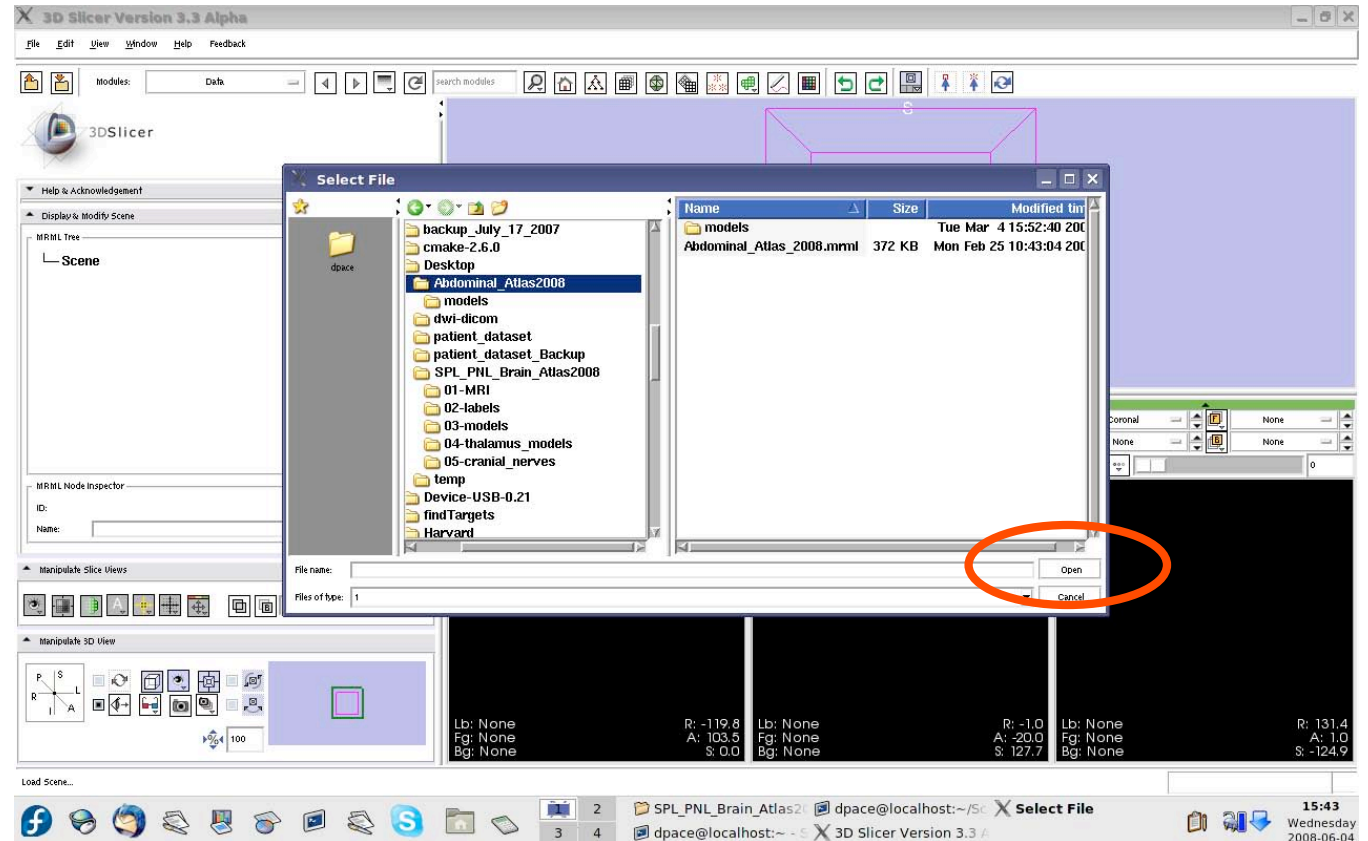 3D Slicer Version 3.3 Alpha
File Edit View Window Help Feedback
Modules: Data search modules
3DSlicer
S
Help & Acknowledgement
Display & Modify Scene
MRML Tree
Scene
MRML Node Inspector
ID:
Name:
Manipulate Slice Views
Manipulate 3D View
P S
R L
I A
100
Load Scene...
Select File
dpace
backup_July_17_2007
cmake-2.6.0
Desktop
Abdominal_Atlas2008
models
dwi-dicom
patient_dataset
patient_dataset_Backup
SPL_PNL_Brain_Atlas2008
01-MRI
02-labels
03-models
04-thalamus_models
05-cranial_nerves
temp
Device-USB-0.21
findTargets
Harvard
Name Size Modified tim
models Tue Mar 4 15:52:40 200
Abdominal_Atlas_2008.mrml 372 KB Mon Feb 25 10:43:04 200
File name: Open
Files of type: 1 Cancel
Coronal F None
None B None
0
Lb: None R: -119.8
Fg: None A: 103.5
Bg: None S: 0.0
Lb: None R: -1.0
Fg: None A: -20.0
Bg: None S: 127.7
Lb: None R: 131.4
Fg: None A: 1.0
Bg: None S: -124.9
1 2
3 4
SPL_PNL_Brain_Atlas2 dpace@localhost:~/Sc Select File
dpace@localhost:~ - S 3D Slicer Version 3.3 A
15:43
Wednesday
2008-06-04